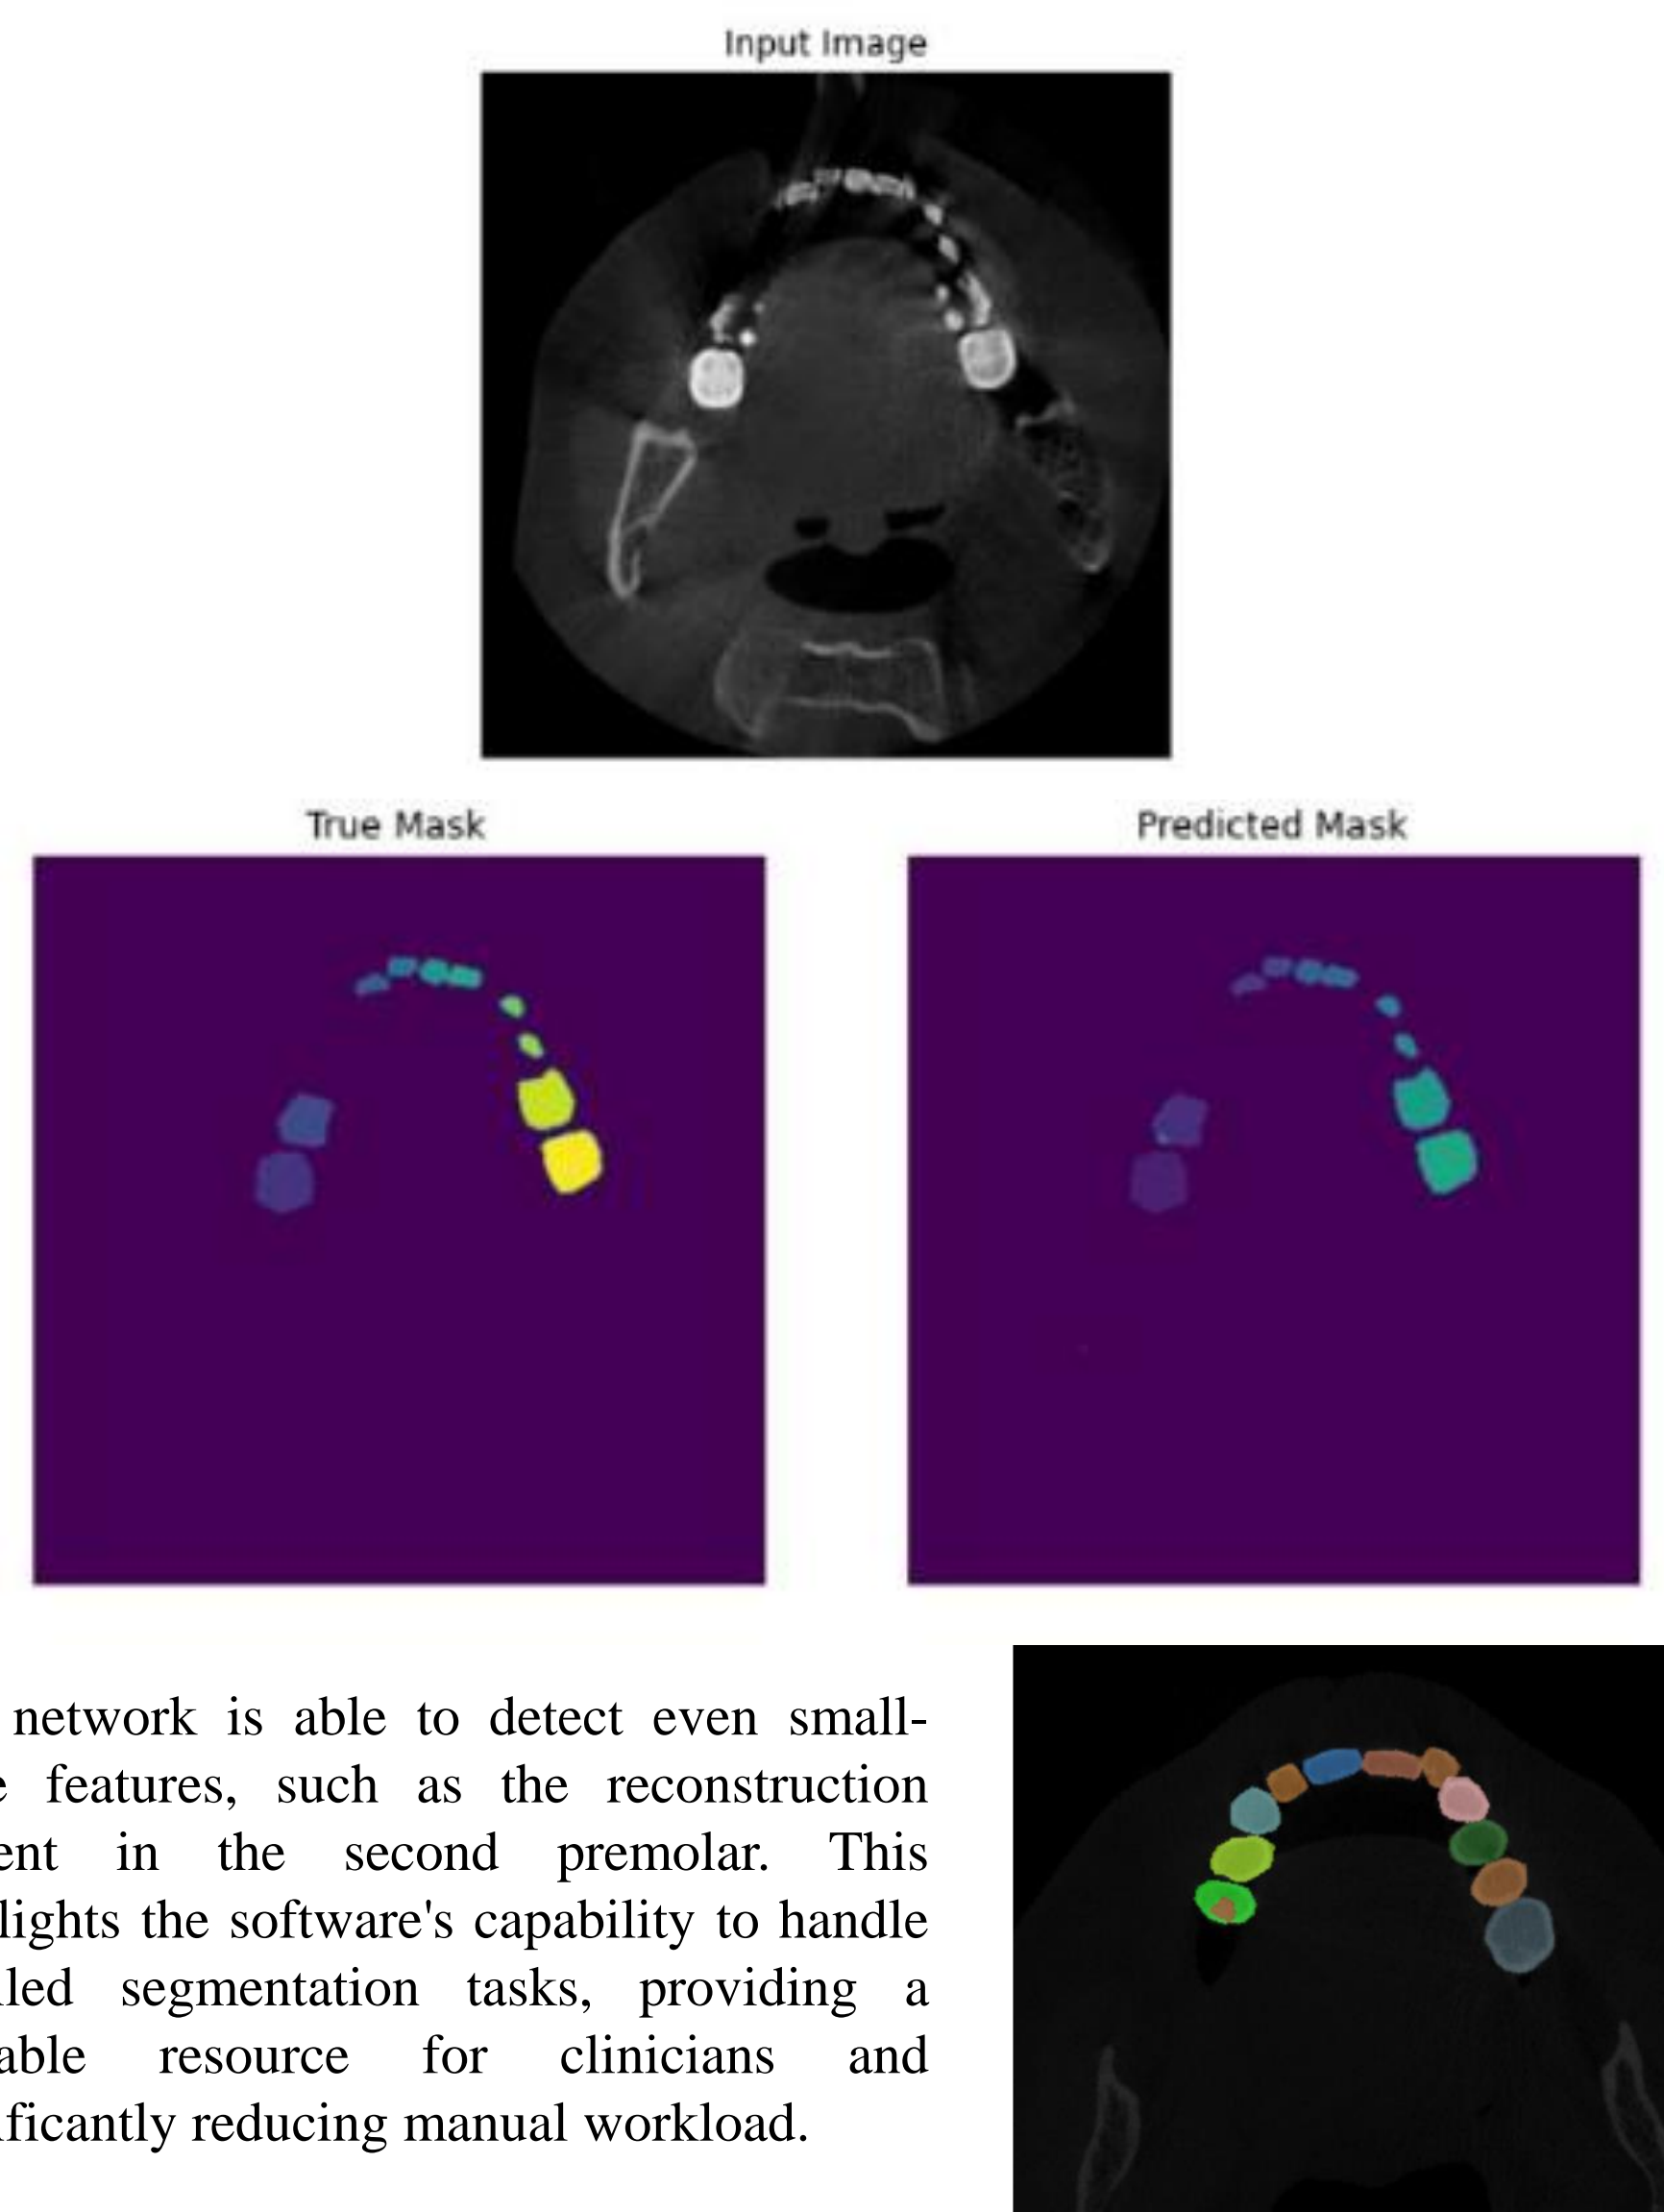 Input Image
True Mask
Predicted Mask
network is able to detect even small-
features, such as the reconstruction
in the second premolar. This
lights the software's capability to handle
segmentation tasks, providing a
resource for clinicians and
ificantly reducing manual workload.